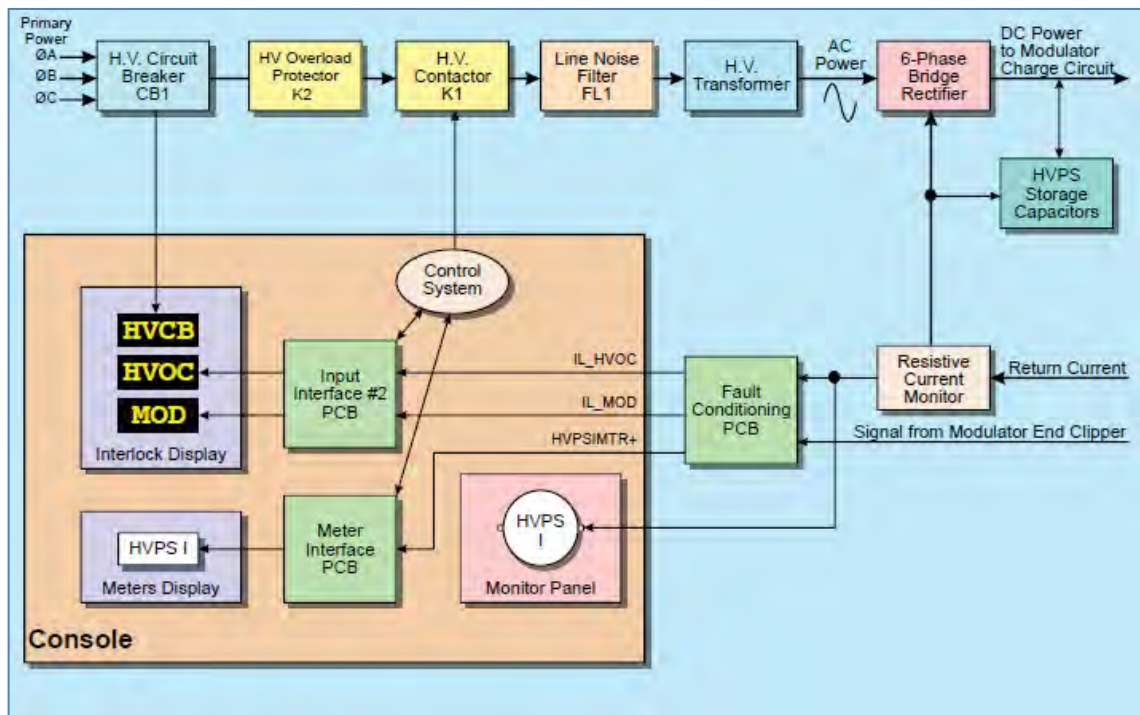 Primary
Power
ØA
ØB
ØC
H.V. Circuit
Breaker
CB1
HV Overload
Protector
K2
H.V.
Contactor
K1
Line Noise
Filter
FL1
H.V.
Transformer
AC
Power
6-Phase
Bridge
Rectifier
DC Power
to Modulator
Charge Circuit
HVPS
Storage
Capacitors
Control
System
HVCB
HVOC
MOD
Interlock Display
Input
Interface #2
PCB
IL_HVOC
IL_MOD
HVPSIMTR+
Fault
Conditioning
PCB
Resistive
Current
Monitor
Return Current
Signal from Modulator End Clipper
HVPS I
Meters Display
Meter
Interface
PCB
HVPS
I
Monitor Panel
Console